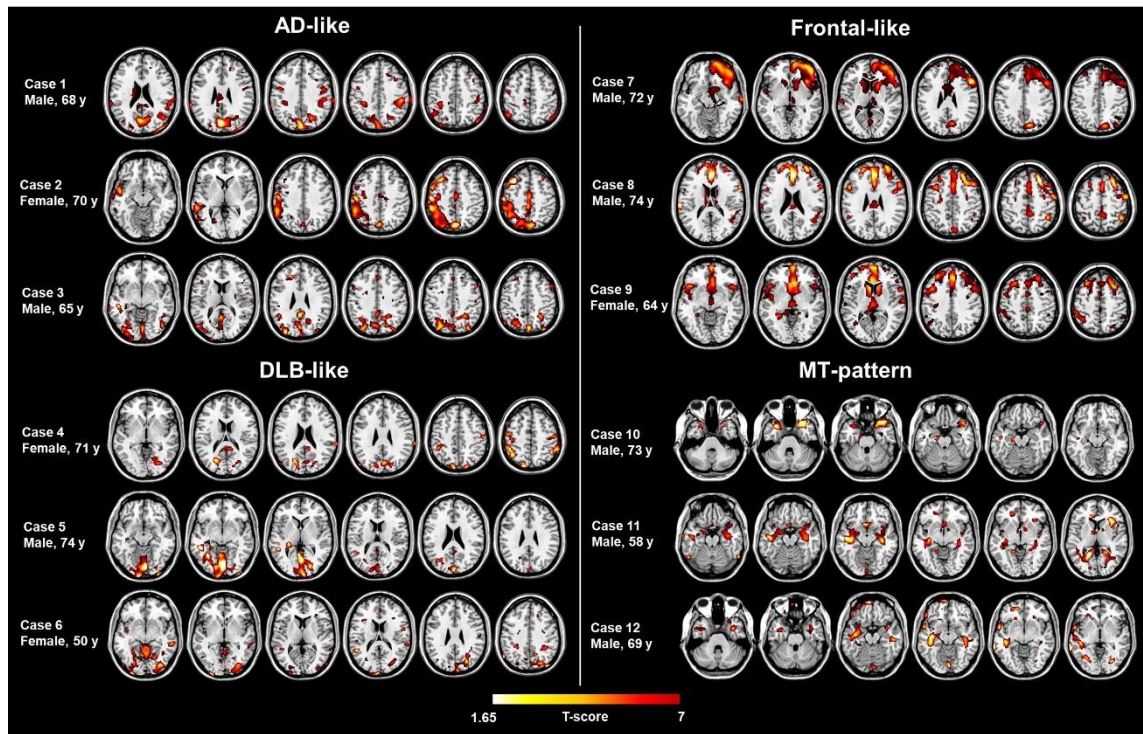 AD-like
Case 1
Male, 68 y
Case 2
Female, 70 y
Case 3
Male, 65 y
DLB-like
Case 4
Female, 71 y
Case 5
Male, 74 y
Case 6
Female, 50 y
Frontal-like
Case 7
Male, 72 y
Case 8
Male, 74 y
Case 9
Female, 64 y
MT-pattern
Case 10
Male, 73 y
Case 11
Male, 58 y
Case 12
Male, 69 y
1.65 T-score 7